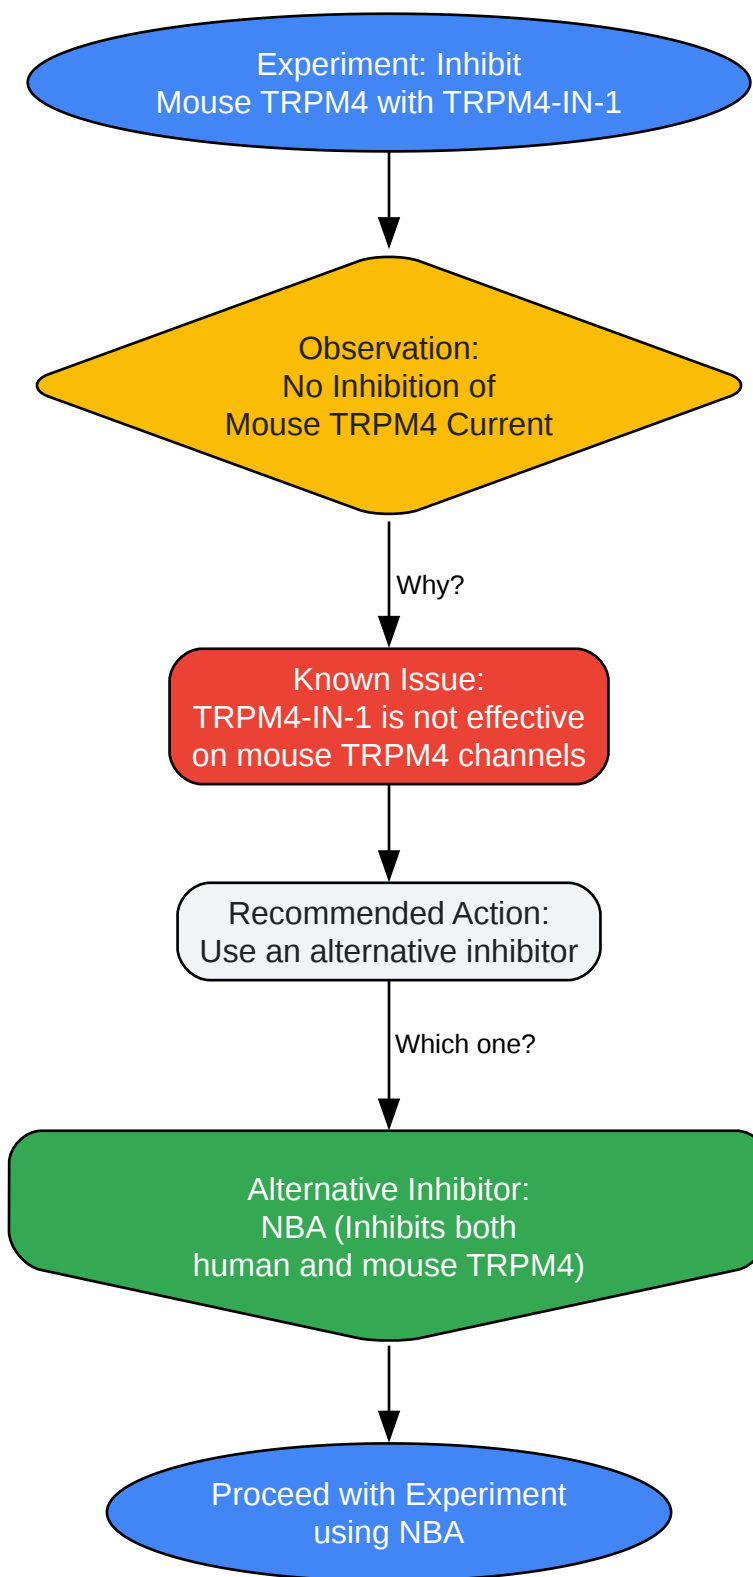 Experiment: Inhibit
Mouse TRPM4 with TRPM4-IN-1
Observation:
No Inhibition of
Mouse TRPM4 Current
Why?
Known Issue:
TRPM4-IN-1 is not effective
on mouse TRPM4 channels
Recommended Action:
Use an alternative inhibitor
Which one?
Alternative Inhibitor:
NBA (Inhibits both
human and mouse TRPM4)
Proceed with Experiment
using NBA